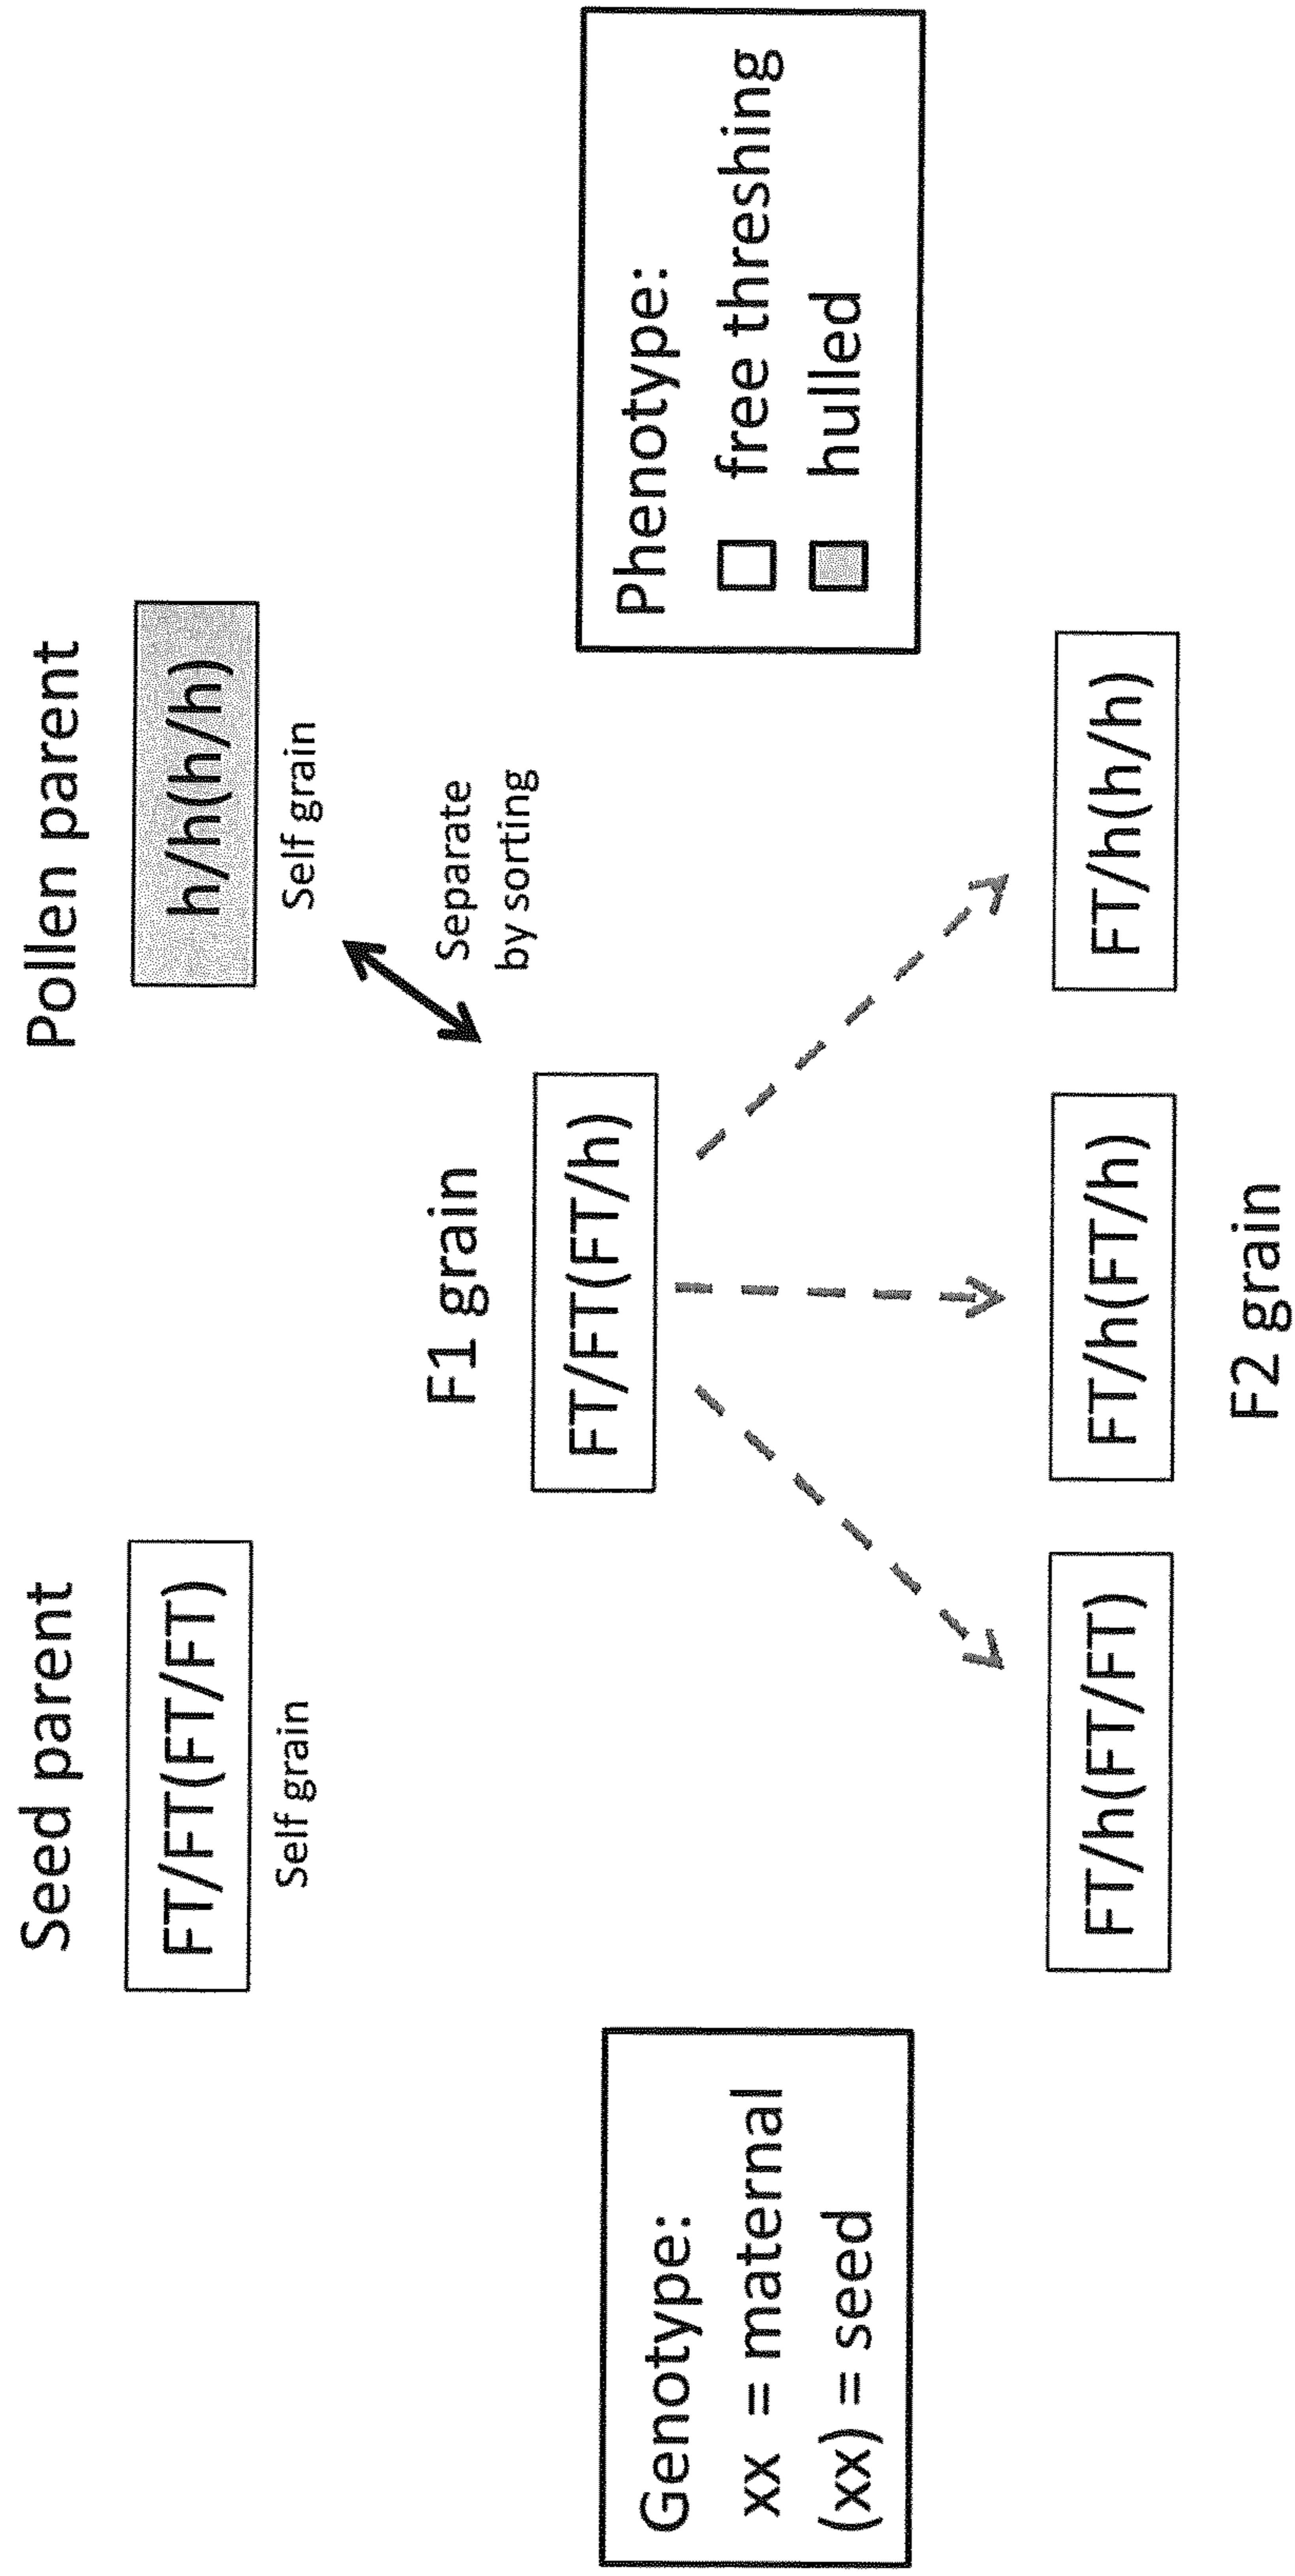 Seed parent
Pollen parent
FT/FT(FT/FT)
h/h(h/h)
Self grain
Self grain
F1 grain
Separate
by sorting
FT/FT(FT/h)
Genotype:
xx = maternal
(xx) = seed
Phenotype:
free threshing
hulled
FT/h(FT/FT)
FT/h(FT/h)
FT/h(h/h)
F2 grain